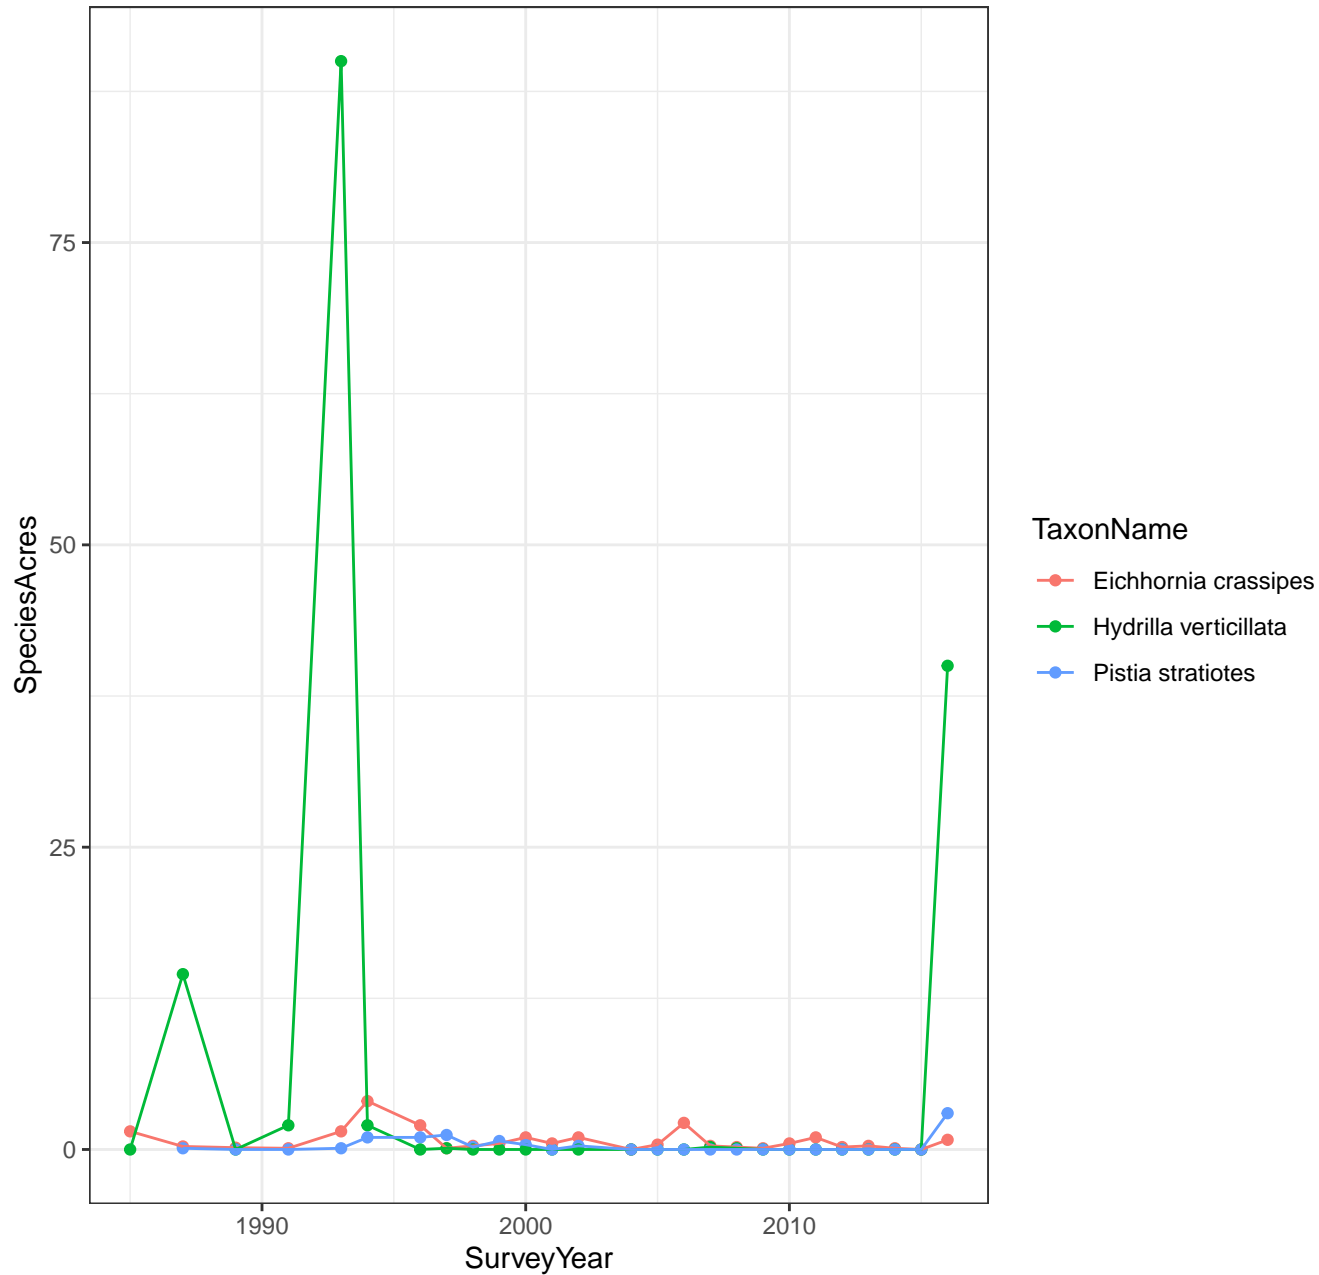 SpeciesAcres
75
50
25
0
1990
2000
2010
SurveyYear
TaxonName
Eichhornia crassipes
Hydrilla verticillata
Pistia stratiotes